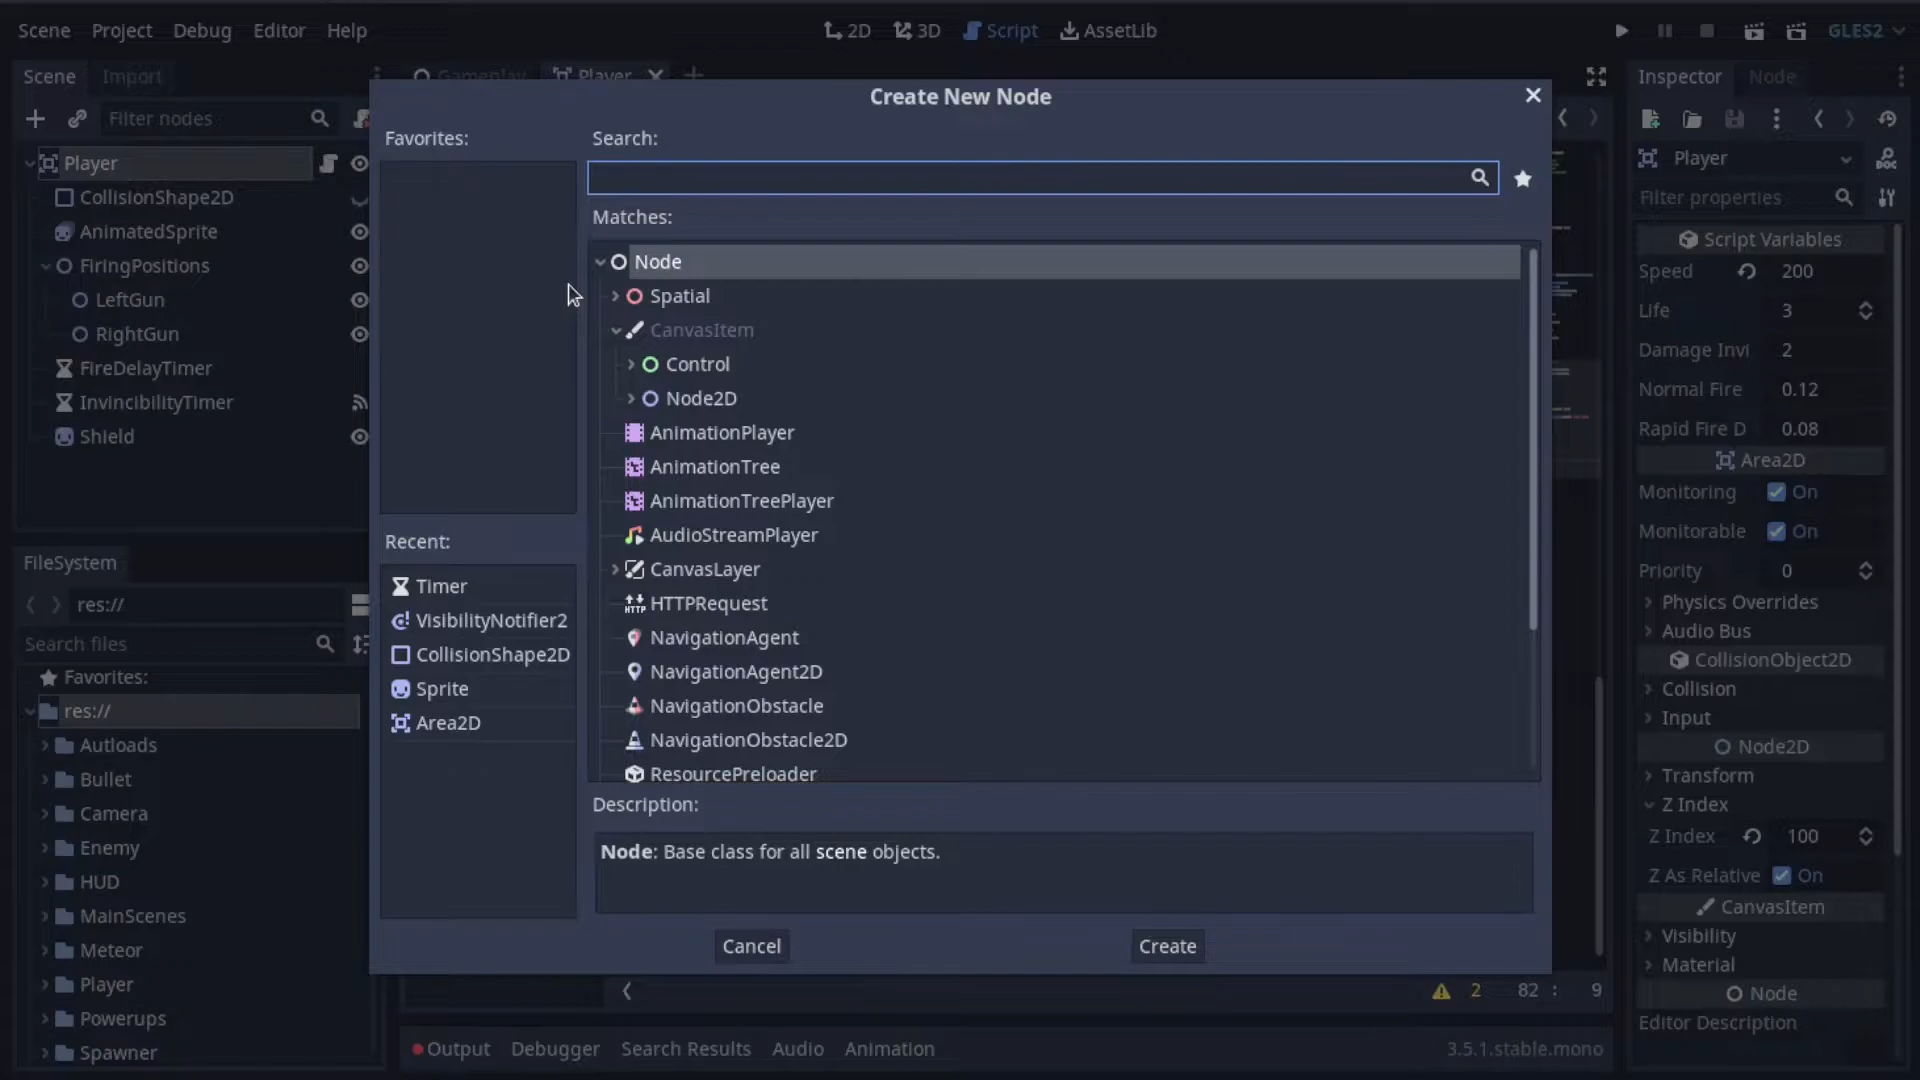 Scene Project Debug Editor Help 2D 3D Script AssetLib GLES2
Scene Import Gameplay Player Inspector Node
Create New Node
Filter nodes
Favorites:
Search:
Player
CollisionShape2D
AnimatedSprite
FiringPositions
LeftGun
RightGun
FireDelayTimer
InvincibilityTimer
Shield
Matches:
Node
Spatial
CanvasItem
Control
Node2D
AnimationPlayer
AnimationTree
AnimationTreePlayer
AudioStreamPlayer
CanvasLayer
HTTP HTTPRequest
NavigationAgent
NavigationAgent2D
NavigationObstacle
NavigationObstacle2D
ResourcePreloader
Recent:
Timer
VisibilityNotifier2
CollisionShape2D
Sprite
Area2D
Description:
Node: Base class for all scene objects.
Cancel Create
FileSystem
res://
Search files
Favorites:
res://
Autloads
Bullet
Camera
Enemy
HUD
MainScenes
Meteor
Player
Powerups
Spawner
2 82 : 9
Output Debugger Search Results Audio Animation 3.5.1.stable.mono
Player
DOC
Filter properties
Script Variables
Speed 200
Life 3
Damage Invi 2
Normal Fire 0.12
Rapid Fire D 0.08
Area2D
Monitoring On
Monitorable On
Priority 0
Physics Overrides
Audio Bus
CollisionObject2D
Collision
Input
Node2D
Transform
Z Index
Z Index 100
Z As Relative On
CanvasItem
Visibility
Material
Node
Editor Description